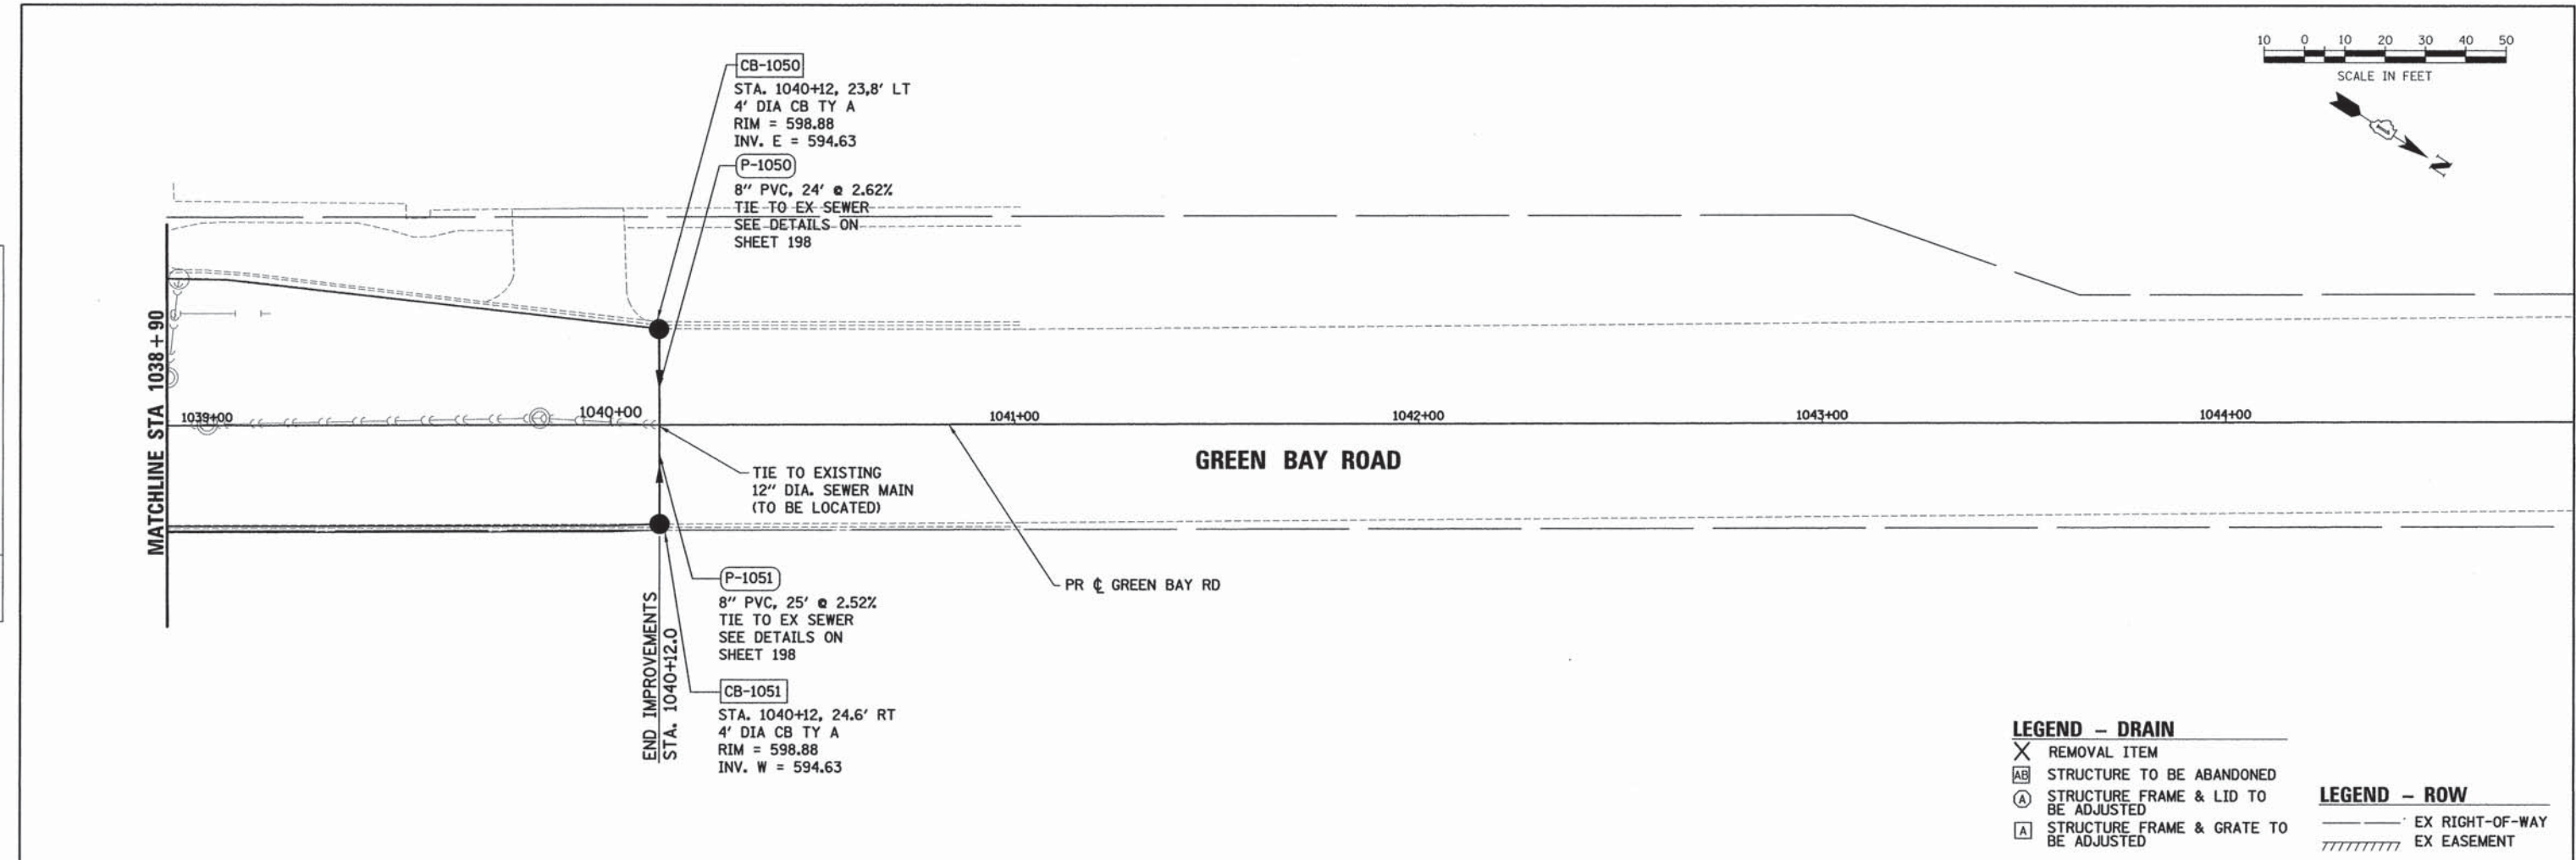 10 0 10 20 30 40 50
SCALE IN FEET
N
CB-1050
STA. 1040+12, 23.8' LT
4' DIA CB TY A
RIM = 598.88
INV. E = 594.63
P-1050
8" PVC, 24' @ 2.62%
TIE TO EX SEWER
SEE DETAILS ON
SHEET 198
MATCHLINE STA 1038+90
1039+00
1040+00
1041+00
1042+00
1043+00
1044+00
GREEN BAY ROAD
TIE TO EXISTING
12" DIA. SEWER MAIN
(TO BE LOCATED)
PR ℄ GREEN BAY RD
P-1051
8" PVC, 25' @ 2.52%
TIE TO EX SEWER
SEE DETAILS ON
SHEET 198
CB-1051
STA. 1040+12, 24.6' RT
4' DIA CB TY A
RIM = 598.88
INV. W = 594.63
END IMPROVEMENTS
STA. 1040+12.0
LEGEND - DRAIN
X REMOVAL ITEM
AB STRUCTURE TO BE ABANDONED
A STRUCTURE FRAME & LID TO
BE ADJUSTED
A STRUCTURE FRAME & GRATE TO
BE ADJUSTED
LEGEND - ROW
EX RIGHT-OF-WAY
EX EASEMENT